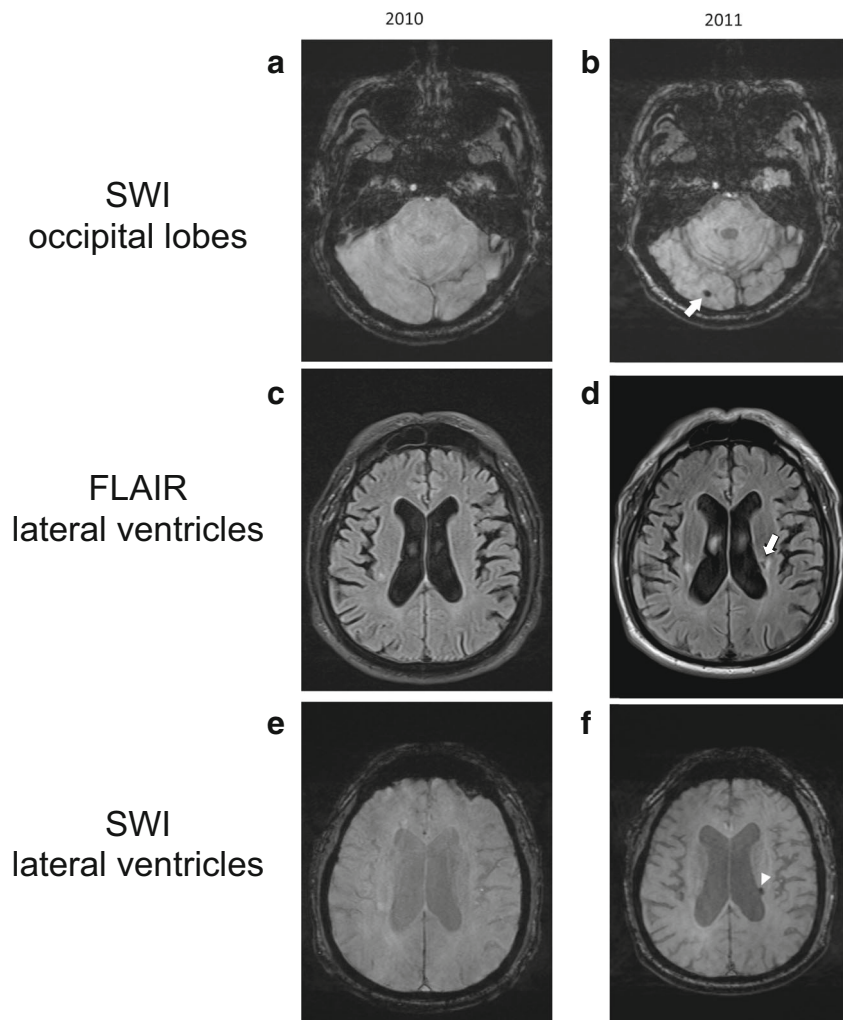 2010
2011
a
b
SWI
occipital lobes
c
d
FLAIR
lateral ventricles
e
f
SWI
lateral ventricles